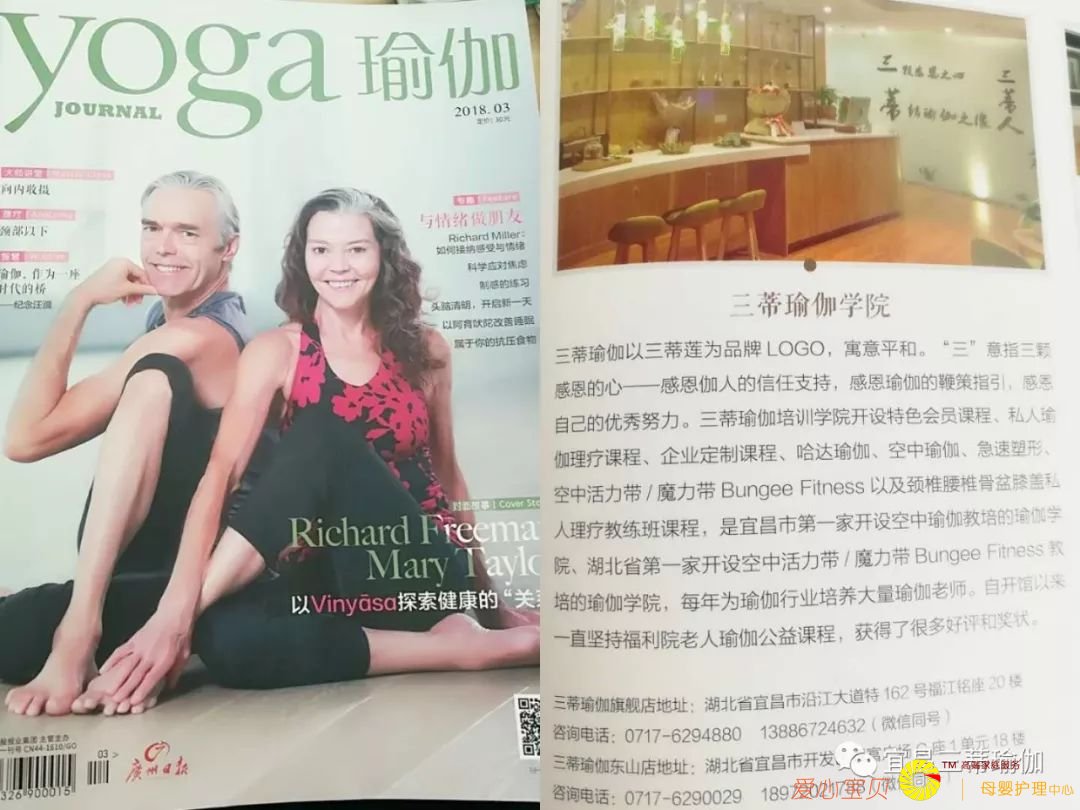 yoga 瑜伽
JOURNAL
2018.03
定价:30元
大师讲堂 | Master Class
向内收摄
颈部以下
瑜伽，作为一座
时代的桥
——纪念汪澜
专题 | Feature
与情绪做朋友
Richard Miller:
如何接纳感受与情绪
科学应对焦虑
制感的练习
头脑清明，开启新一天
以阿育吠陀改善睡眠
属于你的抗压食物
封面故事 | Cover Sto
Richard Freeman
Mary Taylo
以Vinyāsa探索健康的“关系
报业集团 主管主办
一刊号 CN44-1610/GO
03 >
326900015
廣州日報
三
蒂
三蒂人
三蒂瑜伽学院
三蒂瑜伽以三蒂莲为品牌 LOGO，寓意平和。“三”意指三颗
感恩的心——感恩伽人的信任支持，感恩瑜伽的鞭策指引，感恩
自己的优秀努力。三蒂瑜伽培训学院开设特色会员课程、私人瑜
伽理疗课程、企业定制课程、哈达瑜伽、空中瑜伽、急速塑形、
空中活力带 / 魔力带 Bungee Fitness 以及颈椎腰椎骨盆膝盖私
人理疗教练班课程，是宜昌市第一家开设空中瑜伽教培的瑜伽学
院、湖北省第一家开设空中活力带 / 魔力带 Bungee Fitness 教
培的瑜伽学院，每年为瑜伽行业培养大量瑜伽老师。自开馆以来
一直坚持福利院老人瑜伽公益课程，获得了很多好评和奖状。
三蒂瑜伽旗舰店地址：湖北省宜昌市沿江大道特 162 号福江铭座 20 楼
咨询电话：0717-6294880 13886724632（微信同号）
三蒂瑜伽东山店地址：湖北省宜昌市开发 座 1 单元 18 楼
咨询电话：0717-6290029
宜昌三蒂瑜伽
爱心宝贝
TM 高端家庭服务
母婴护理中心